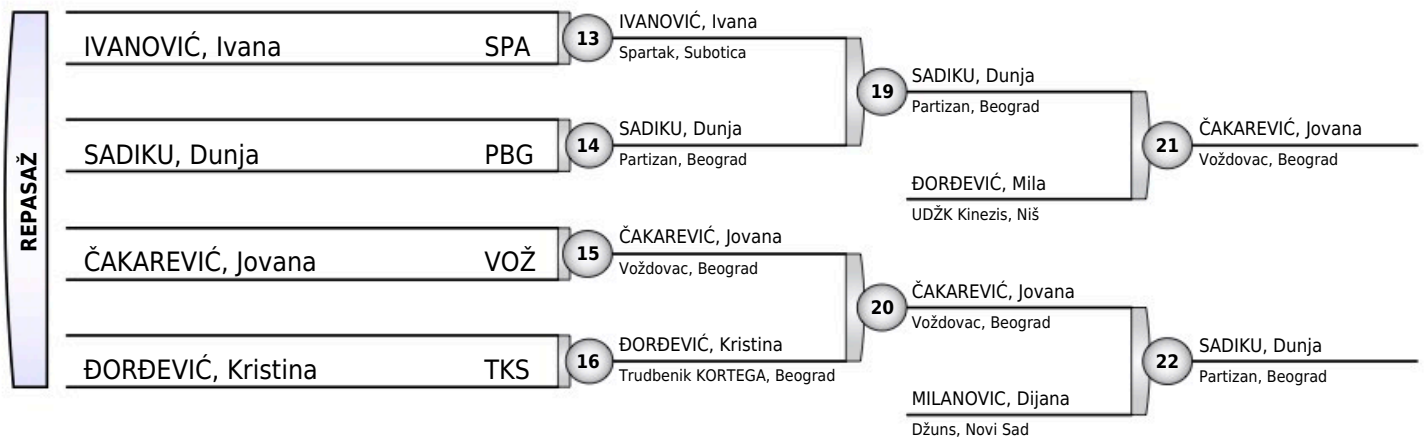 REPASAŽ
IVANOVIĆ, Ivana SPA
SADIKU, Dunja PBG
ČAKAREVIĆ, Jovana VOŽ
ĐORĐEVIĆ, Kristina TKS
13
IVANOVIĆ, Ivana
Spartak, Subotica
14
SADIKU, Dunja
Partizan, Beograd
15
ČAKAREVIĆ, Jovana
Voždovac, Beograd
16
ĐORĐEVIĆ, Kristina
Trudbenik KORTEGA, Beograd
19
SADIKU, Dunja
Partizan, Beograd
ĐORĐEVIĆ, Mila
UDŽK Kinezis, Niš
20
ČAKAREVIĆ, Jovana
Voždovac, Beograd
MILANOVIC, Dijana
Džuns, Novi Sad
21
ČAKAREVIĆ, Jovana
Voždovac, Beograd
22
SADIKU, Dunja
Partizan, Beograd